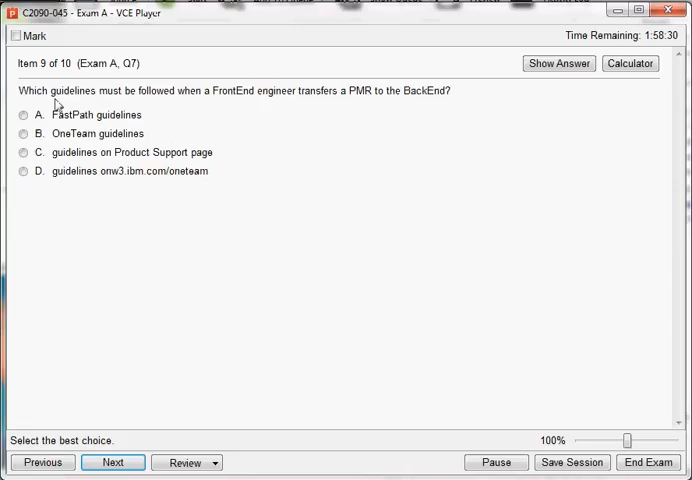 C2090-045 - Exam A - VCE Player
Mark
Time Remaining: 1:58:30
Item 9 of 10 (Exam A, Q7)
Show Answer
Calculator
Which guidelines must be followed when a FrontEnd engineer transfers a PMR to the BackEnd?
A. FastPath guidelines
B. OneTeam guidelines
C. guidelines on Product Support page
D. guidelines onw3.ibm.com/oneteam
Select the best choice.
100%
Previous
Next
Review
Pause
Save Session
End Exam